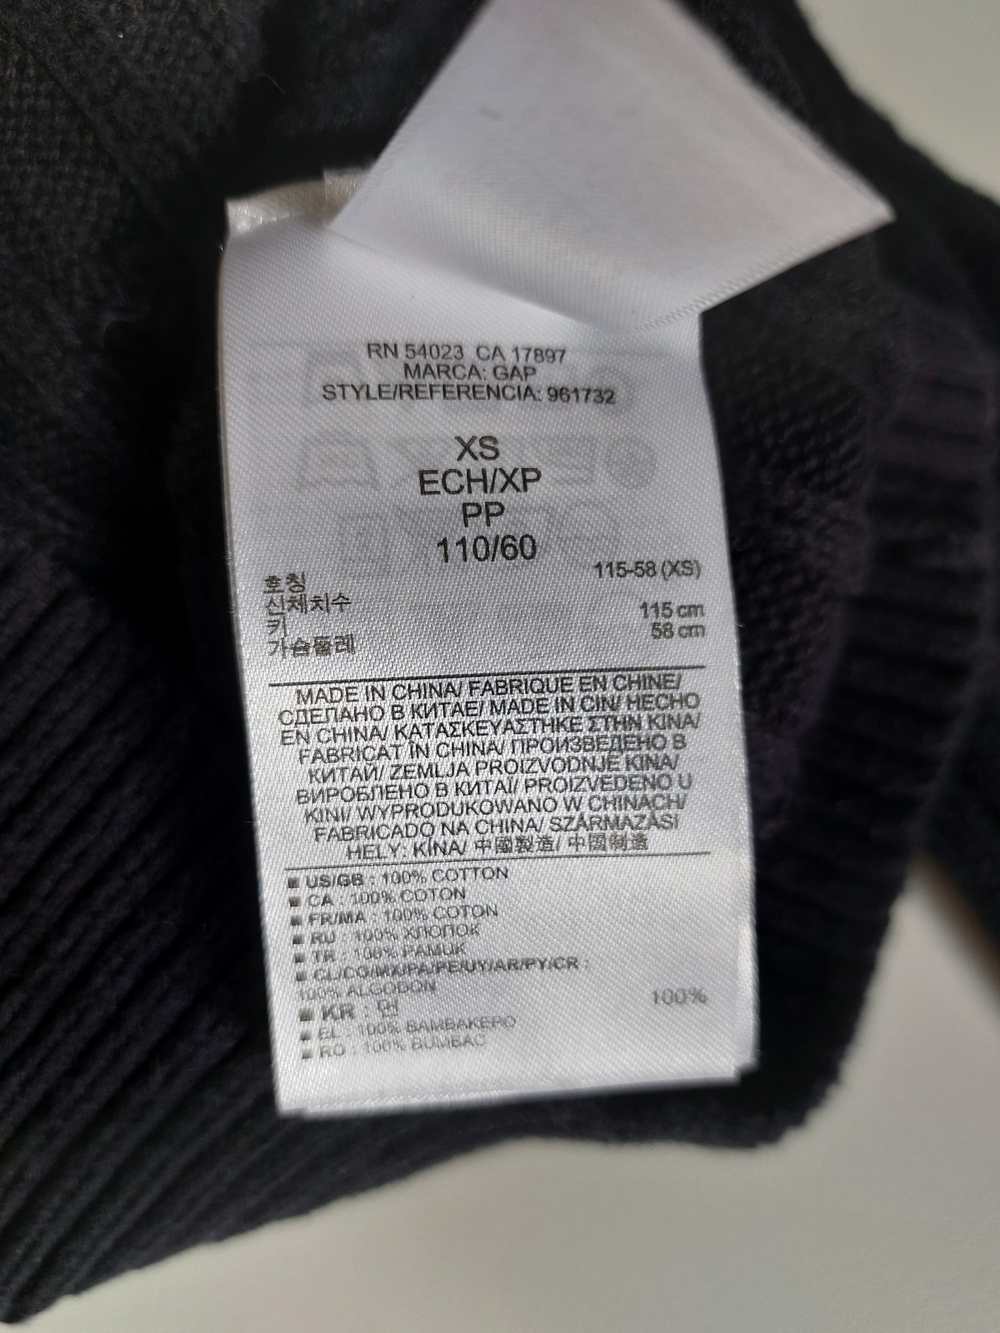 RN 54023 CA 17897
MARCA: GAP
STYLE/REFERENCIA: 961732
XS
ECH/XP
PP
110/60
호칭 115-58 (XS)
신체치수
키 115 cm
가슴둘레 58 cm
MADE IN CHINA/ FABRIQUE EN CHINE/
СДЕЛАНО В КИТАЕ/ MADE IN CIN/ HECHO
EN CHINA/ ΚΑΤΑΣΚΕΥΑΣΤΗΚΕ ΣΤΗΝ ΚΙΝΑ/
FABRICAT ÎN CHINA/ ПРОИЗВЕДЕНО В
КИТАЙ/ ZEMLJA PROIZVODNJE KINA/
ВИРОБЛЕНО В КИТАЇ/ PROIZVEDENO U
KINI/ WYPRODUKOWANO W CHINACH/
FABRICADO NA CHINA/ SZÁRMAZÁSI
HELY: KÍNA/ 中國製造/ 中国制造
■ US/GB : 100% COTTON
■ CA : 100% COTON
■ FR/MA : 100% COTON
■ RU : 100% ХЛОПОК
■ TR : 100% PAMUK
■ CL/CO/MX/PA/PE/UY/AR/PY/CR :
100% ALGODON
■ KR : 면 100%
■ EL : 100% ΒΑΜΒΑΚΕΡΟ
■ RO : 100% BUMBAC